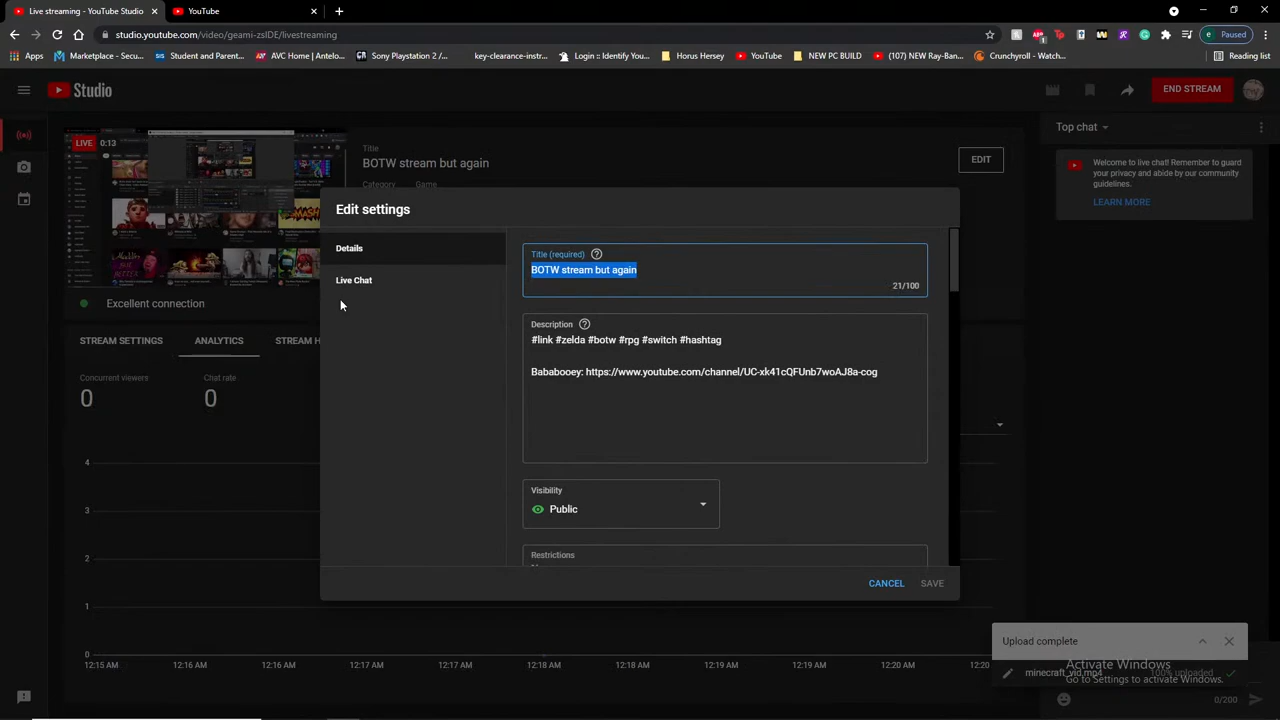 Live streaming - YouTube Studio
YouTube
studio.youtube.com/video/geami-zsIDE/livestreaming
Paused
Apps
Marketplace - Secu...
Student and Parent...
AVC Home | Antelo...
Sony Playstation 2 /...
key-clearance-instr...
Login :: Identify You...
Horus Hersey
YouTube
NEW PC BUILD
(107) NEW Ray-Ban...
Crunchyroll - Watch...
Reading list
Studio
END STREAM
LIVE
0:13
Title
BOTW stream but again
Category
Game
EDIT
Top chat
Welcome to live chat! Remember to guard
your privacy and abide by our community
guidelines.
LEARN MORE
Edit settings
Details
Live Chat
Title (required)
BOTW stream but again
21/100
Description
#link #zelda #botw #rpg #switch #hashtag
Bababooey: https://www.youtube.com/channel/UC-xk41cQFUnb7woAJ8a-cog
Visibility
Public
Restrictions
CANCEL
SAVE
Excellent connection
STREAM SETTINGS
ANALYTICS
STREAM H
Concurrent viewers
0
Chat rate
0
4
3
2
1
0
12:15 AM
12:16 AM
12:16 AM
12:17 AM
12:17 AM
12:18 AM
12:18 AM
12:19 AM
12:19 AM
12:20 AM
12:20
Upload complete
minecraft_vid.mp4
100% uploaded
Activate Windows
Go to Settings to activate Windows.
0/200